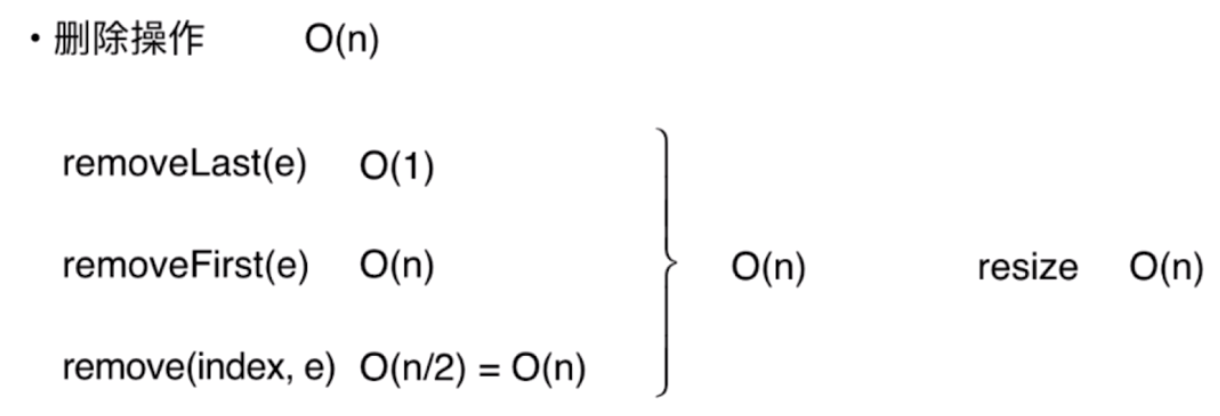 • 删除操作 O(n)
removeLast(e) O(1)
removeFirst(e) O(n)
O(n) resize O(n)
remove(index, e) O(n/2) = O(n)